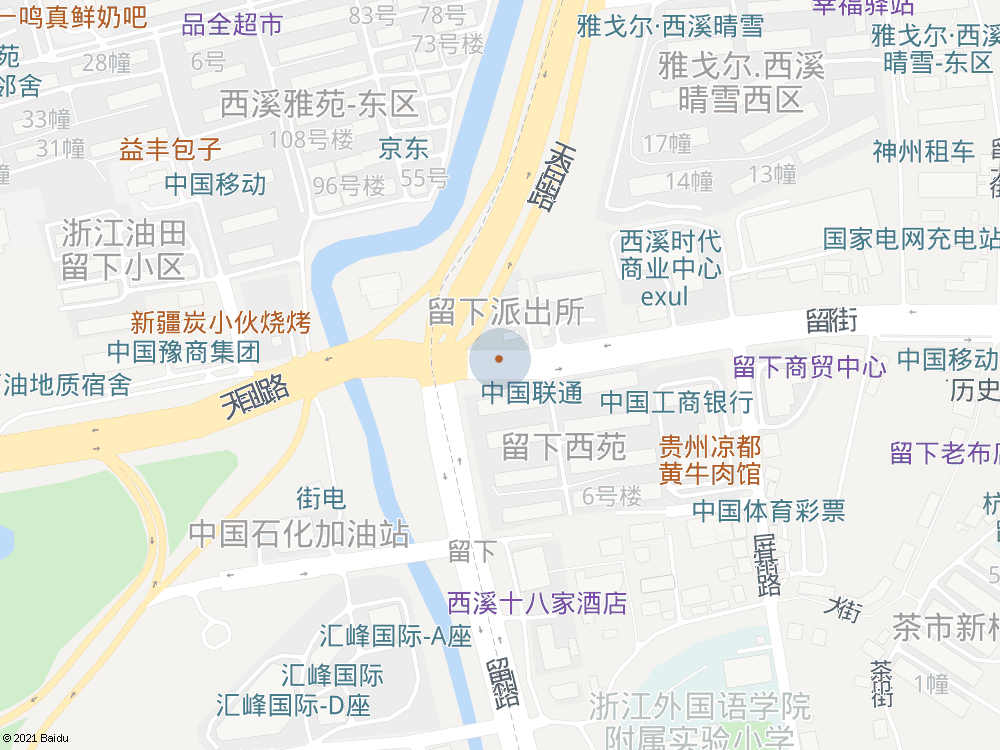 一鸣真鲜奶吧
品全超市
83号
78号
73号楼
幸福驿站
雅戈尔·西溪晴雪
雅戈尔·西
晴雪-东区
苑
邻舍
28幢
6号
西溪雅苑-东区
雅戈尔.西溪
晴雪西区
33幢
31幢
108号楼
益丰包子
京东
17幢
神州租车
幢
中国移动
96号楼
55号
14幢
13幢
天目山路
浙江油田
留下小区
西溪时代
商业中心
exul
国家电网充电站
留下派出所
新疆炭小伙烧烤
留街
中国豫商集团
油地质宿舍
留下商贸中心
中国移动
历史
天目山路
中国联通
中国工商银行
留下西苑
贵州凉都
黄牛肉馆
留下老布店
6号楼
街电
中国体育彩票
杭
中国石化加油站
留下
屏基路
西溪十八家酒店
大街
茶市新村
汇峰国际-A座
汇峰国际
汇峰国际-D座
茶街
1幢
浙江外国语学院
附属实验小学
© 2021 Baidu